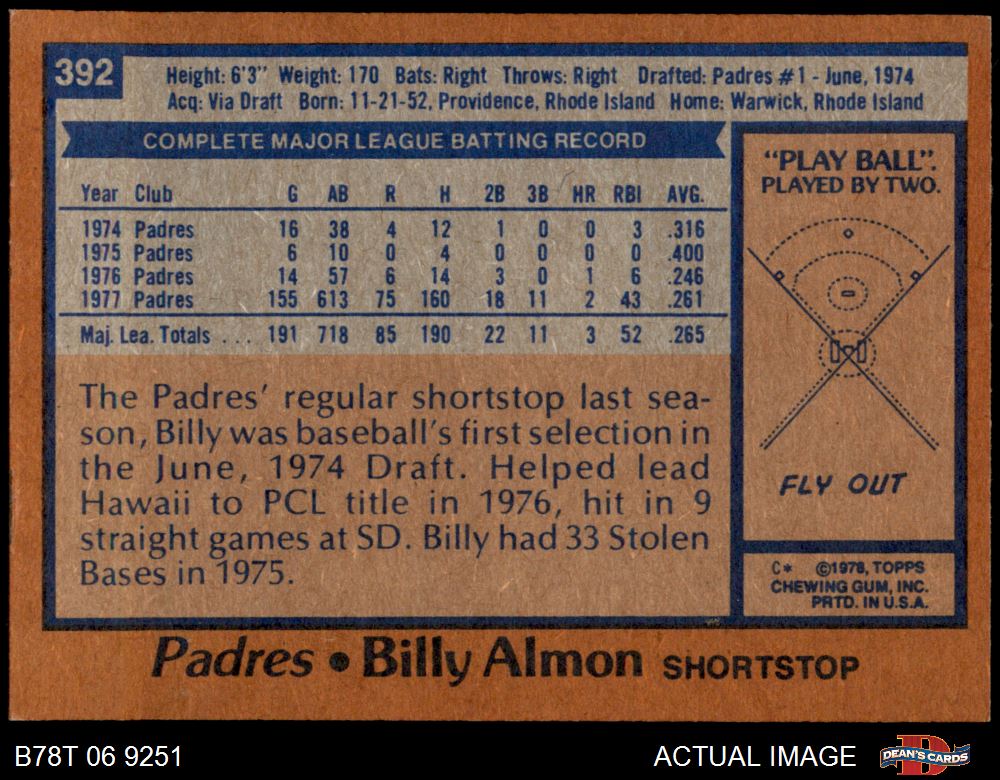 392
Height: 6'3" Weight: 170 Bats: Right Throws: Right Drafted: Padres #1 - June, 1974
Acq: Via Draft Born: 11-21-52, Providence, Rhode Island Home: Warwick, Rhode Island
COMPLETE MAJOR LEAGUE BATTING RECORD
Year Club G AB R H 2B 3B HR RBI AVG.
1974 Padres 16 38 4 12 1 0 0 3 .316
1975 Padres 6 10 0 4 0 0 0 0 .400
1976 Padres 14 57 6 14 3 0 1 6 .246
1977 Padres 155 613 75 160 18 11 2 43 .261
Maj. Lea. Totals . . . 191 718 85 190 22 11 3 52 .265
The Padres' regular shortstop last sea-
son, Billy was baseball's first selection in
the June, 1974 Draft. Helped lead
Hawaii to PCL title in 1976, hit in 9
straight games at SD. Billy had 33 Stolen
Bases in 1975.
"PLAY BALL".
PLAYED BY TWO.
FLY OUT
C* ©1978, TOPPS
CHEWING GUM, INC.
PRTD. IN U.S.A.
Padres • Billy Almon SHORTSTOP
B78T 06 9251
ACTUAL IMAGE
DEAN'S CARDS